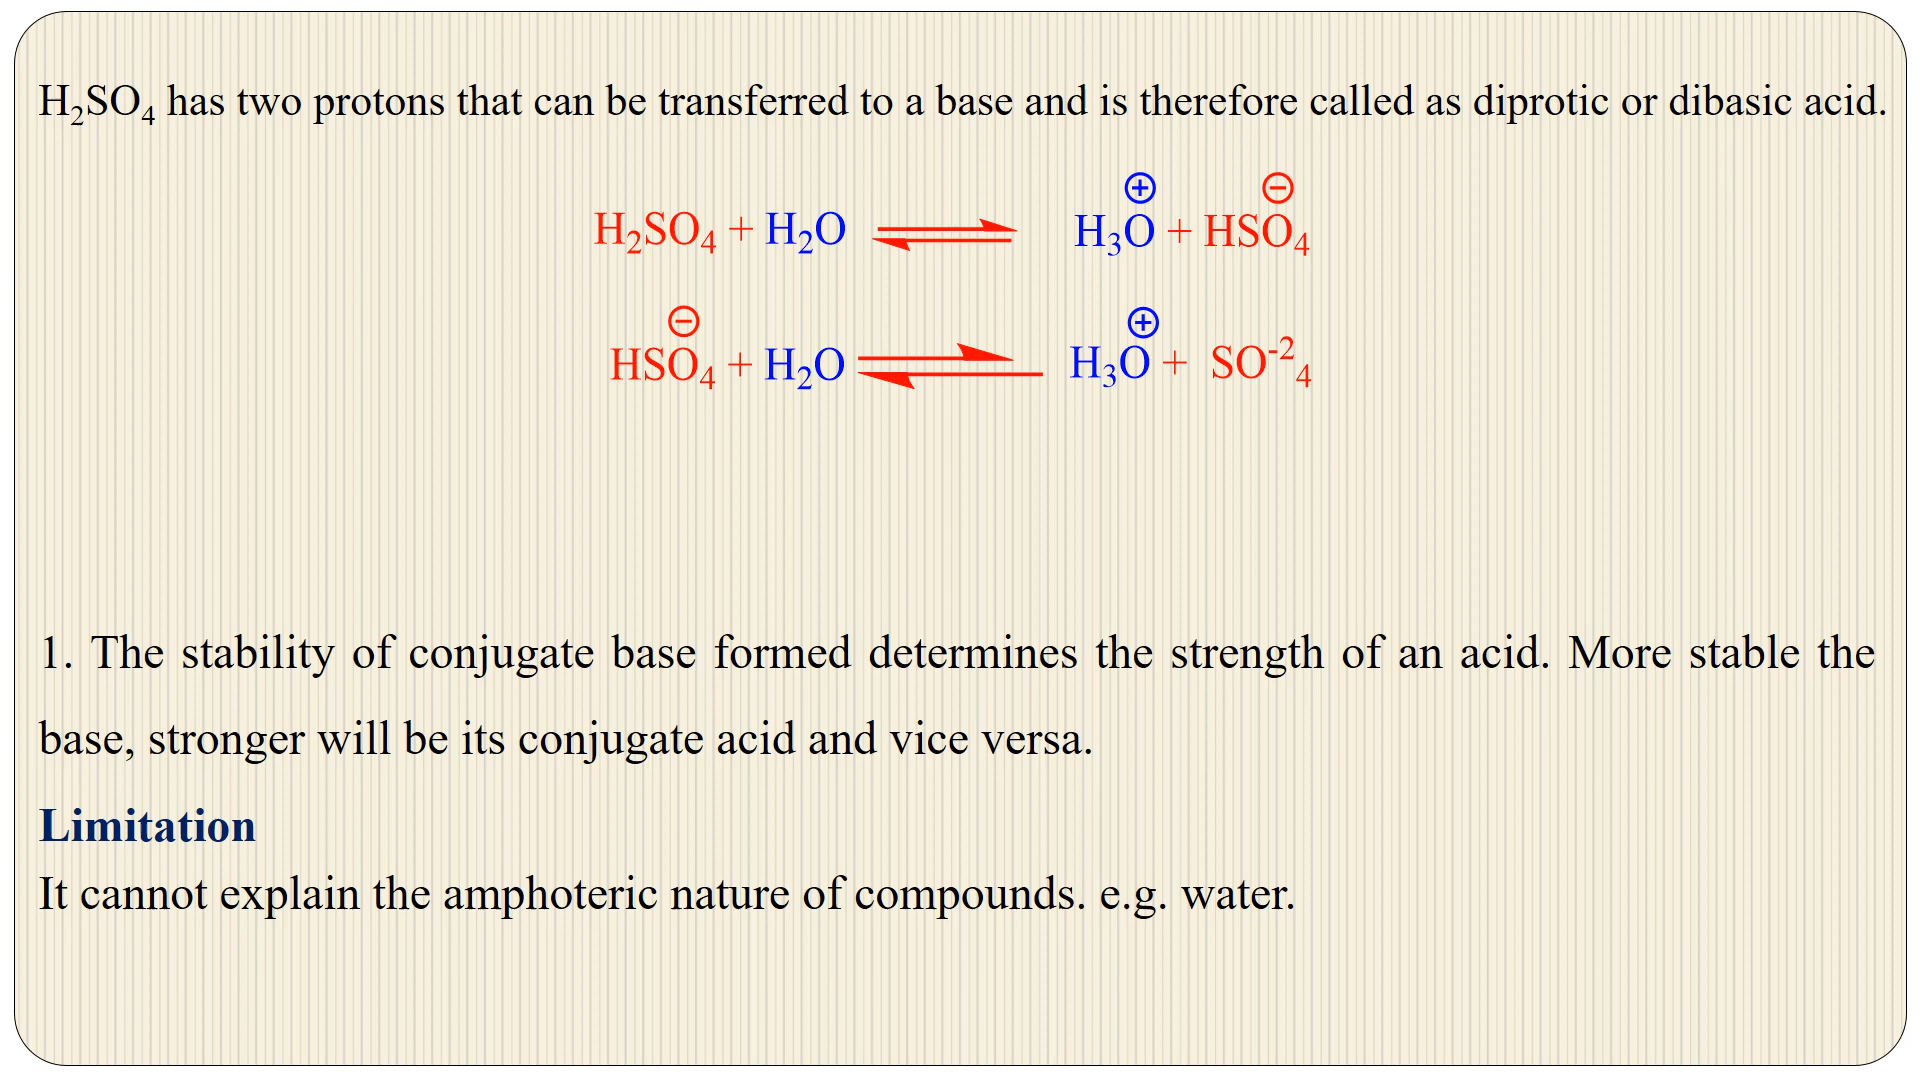 H₂SO₄ has two protons that can be transferred to a base and is therefore called as diprotic or dibasic acid.
H₂SO₄ + H₂O ⇌ H₃O⊕ + HSO₄⊖
HSO₄⊖ + H₂O ⇌ H₃O⊕ + SO⁻²₄
1. The stability of conjugate base formed determines the strength of an acid. More stable the
base, stronger will be its conjugate acid and vice versa.
Limitation
It cannot explain the amphoteric nature of compounds. e.g. water.